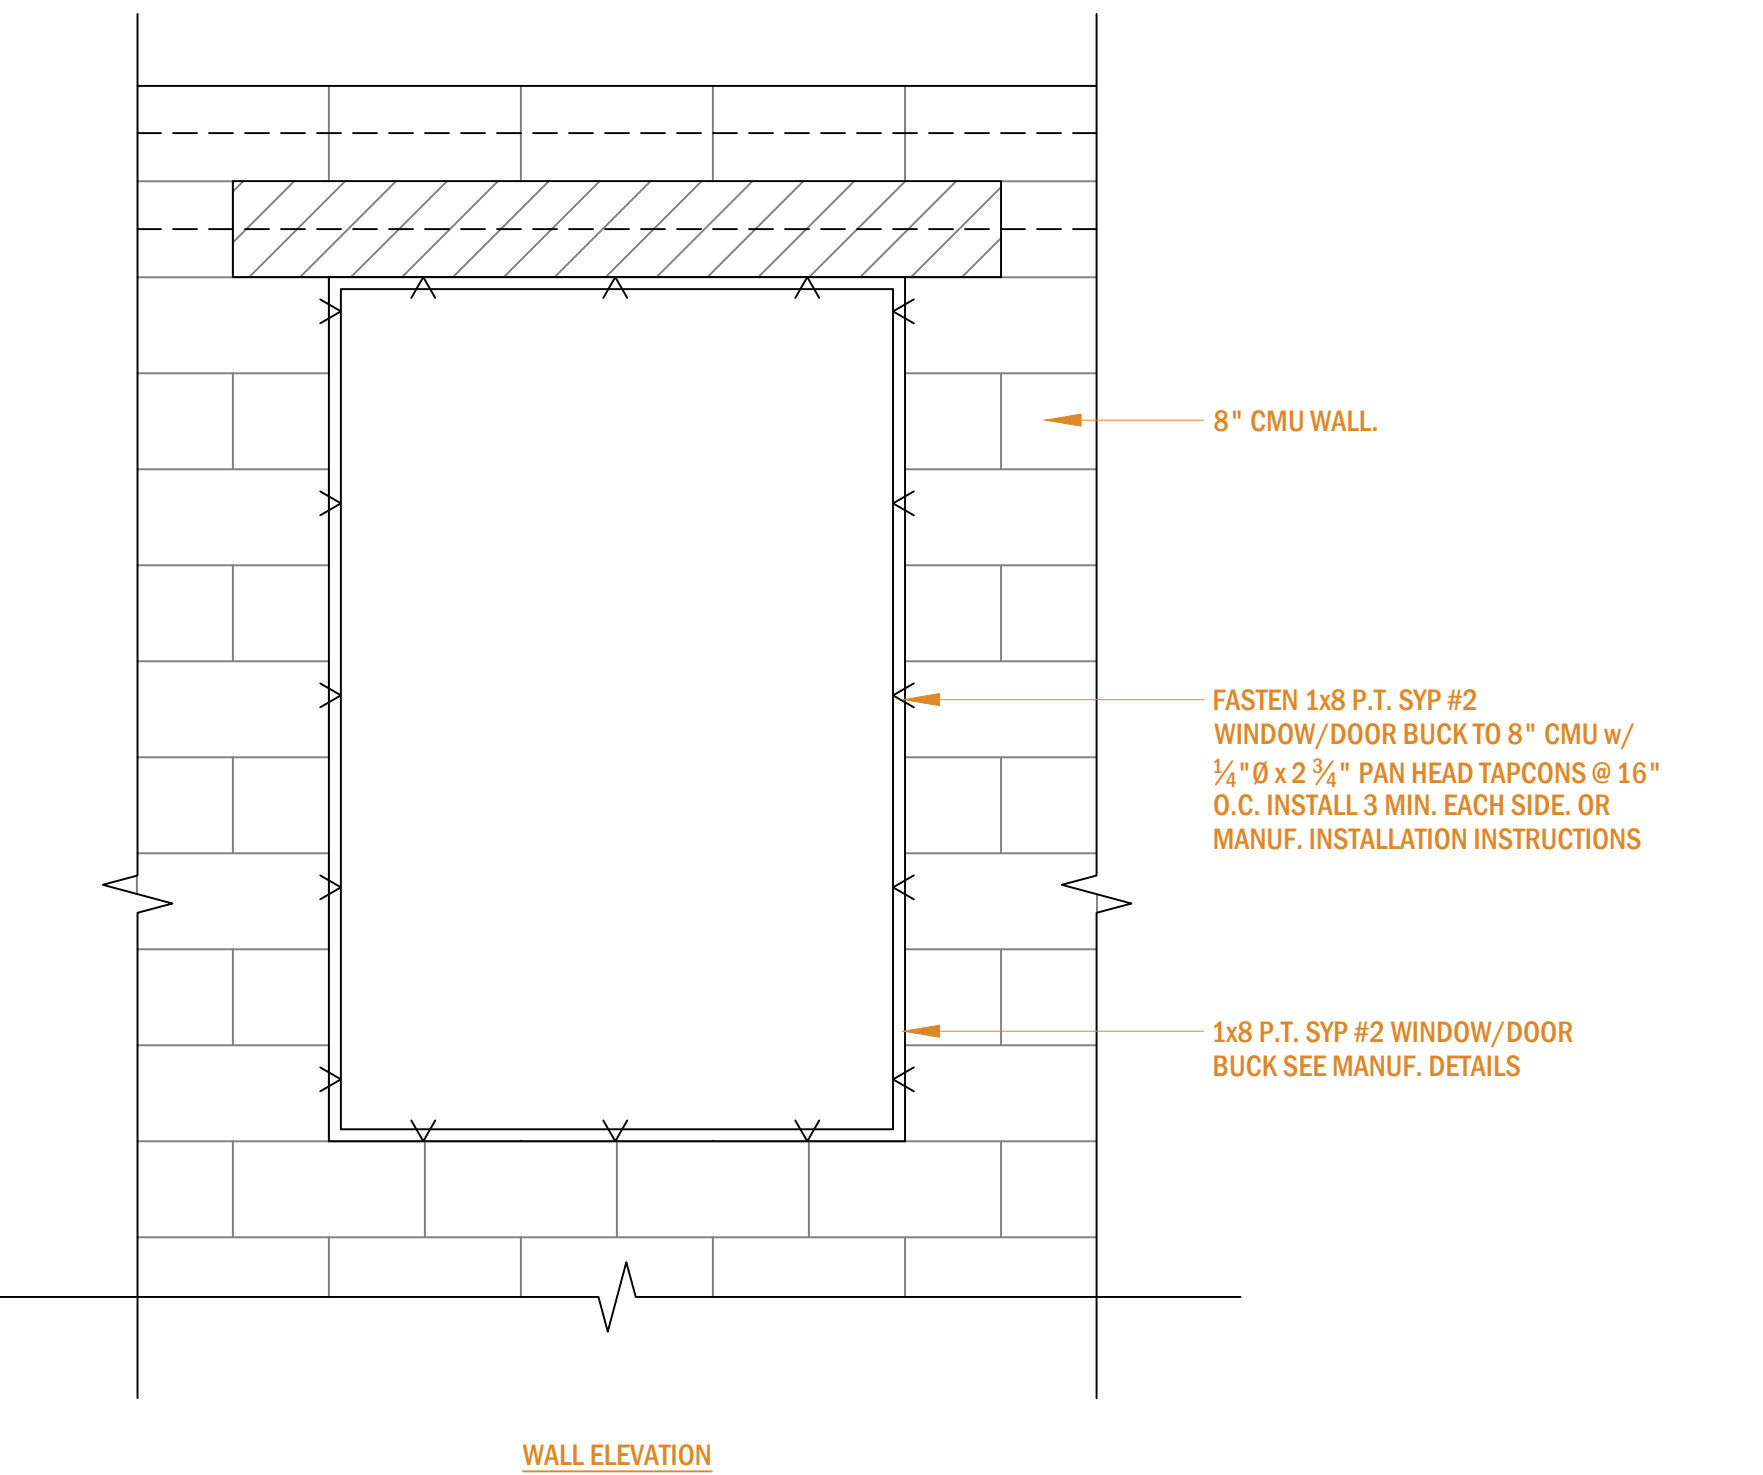 8" CMU WALL.
FASTEN 1x8 P.T. SYP #2
WINDOW/DOOR BUCK TO 8" CMU w/
¼"Ø x 2 ¾" PAN HEAD TAPCONS @ 16"
O.C. INSTALL 3 MIN. EACH SIDE. OR
MANUF. INSTALLATION INSTRUCTIONS
1x8 P.T. SYP #2 WINDOW/DOOR
BUCK SEE MANUF. DETAILS
WALL ELEVATION